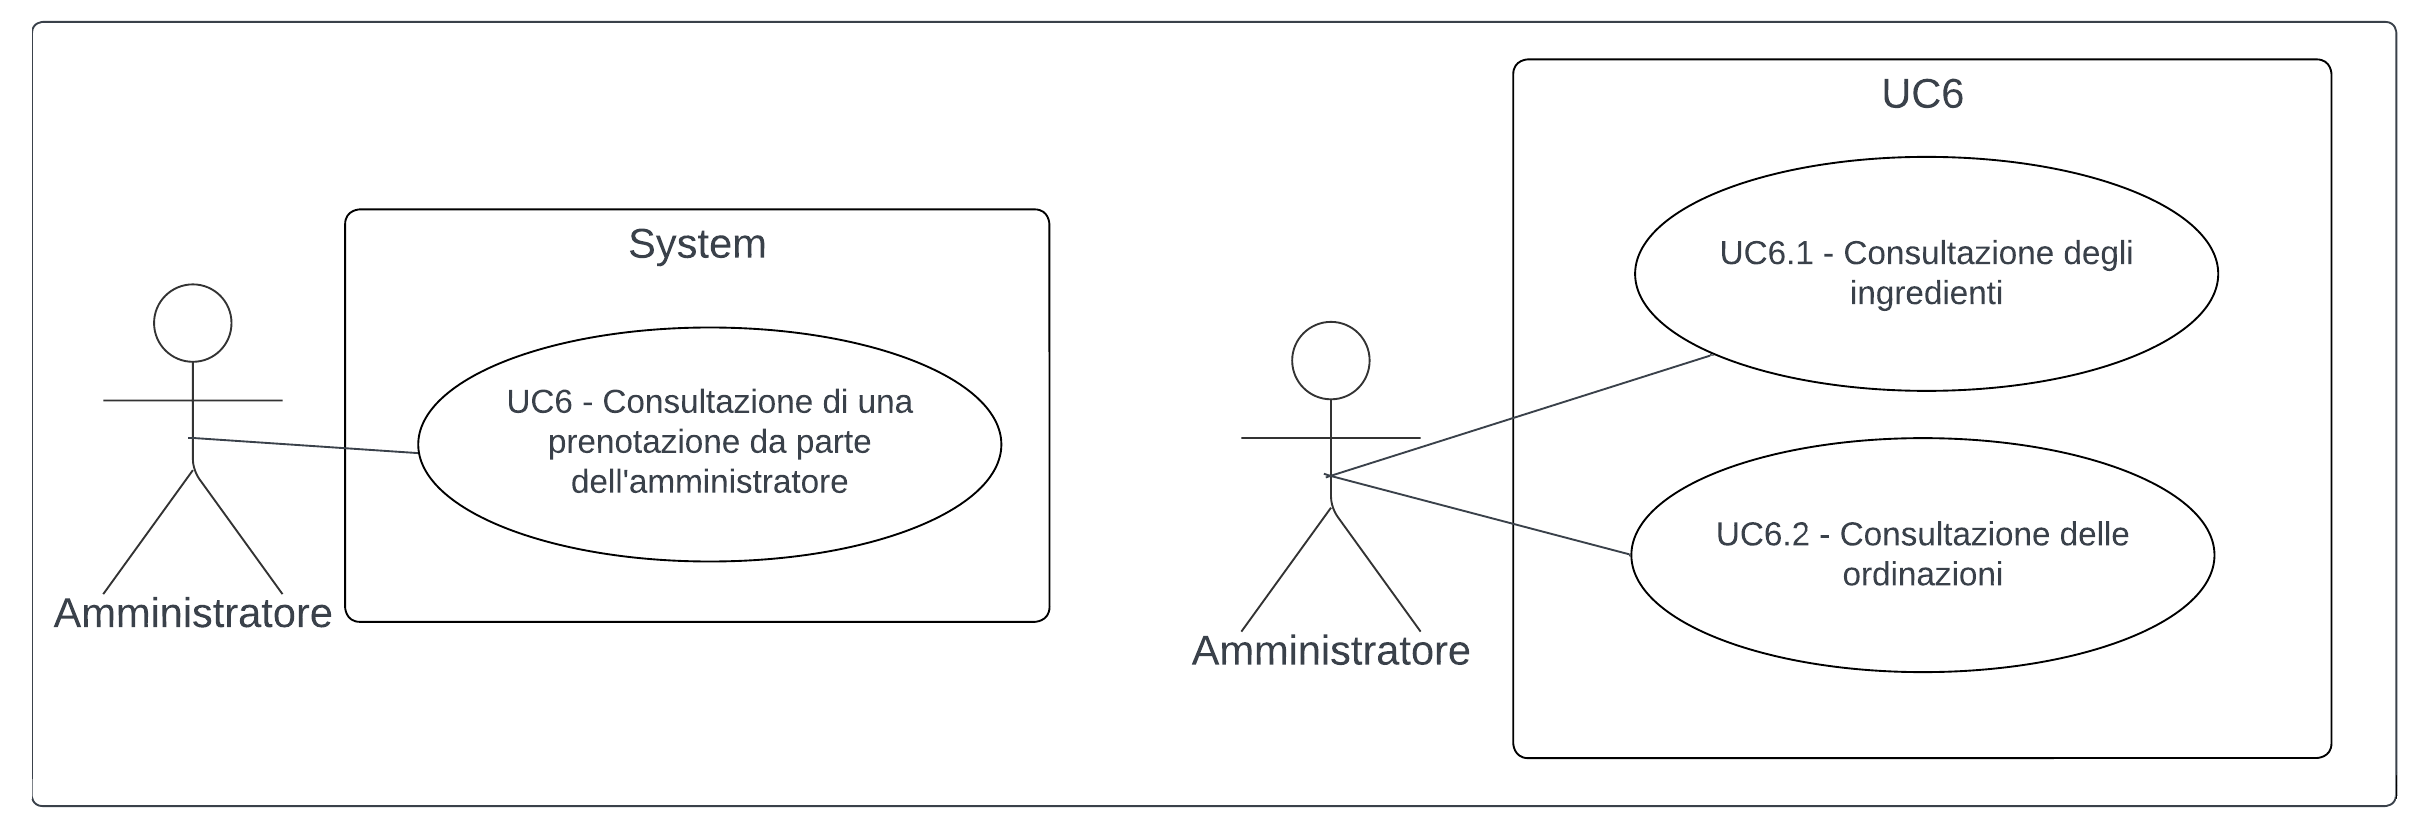 System
UC6 - Consultazione di una
prenotazione da parte
dell'amministratore
Amministratore
UC6
UC6.1 - Consultazione degli
ingredienti
UC6.2 - Consultazione delle
ordinazioni
Amministratore